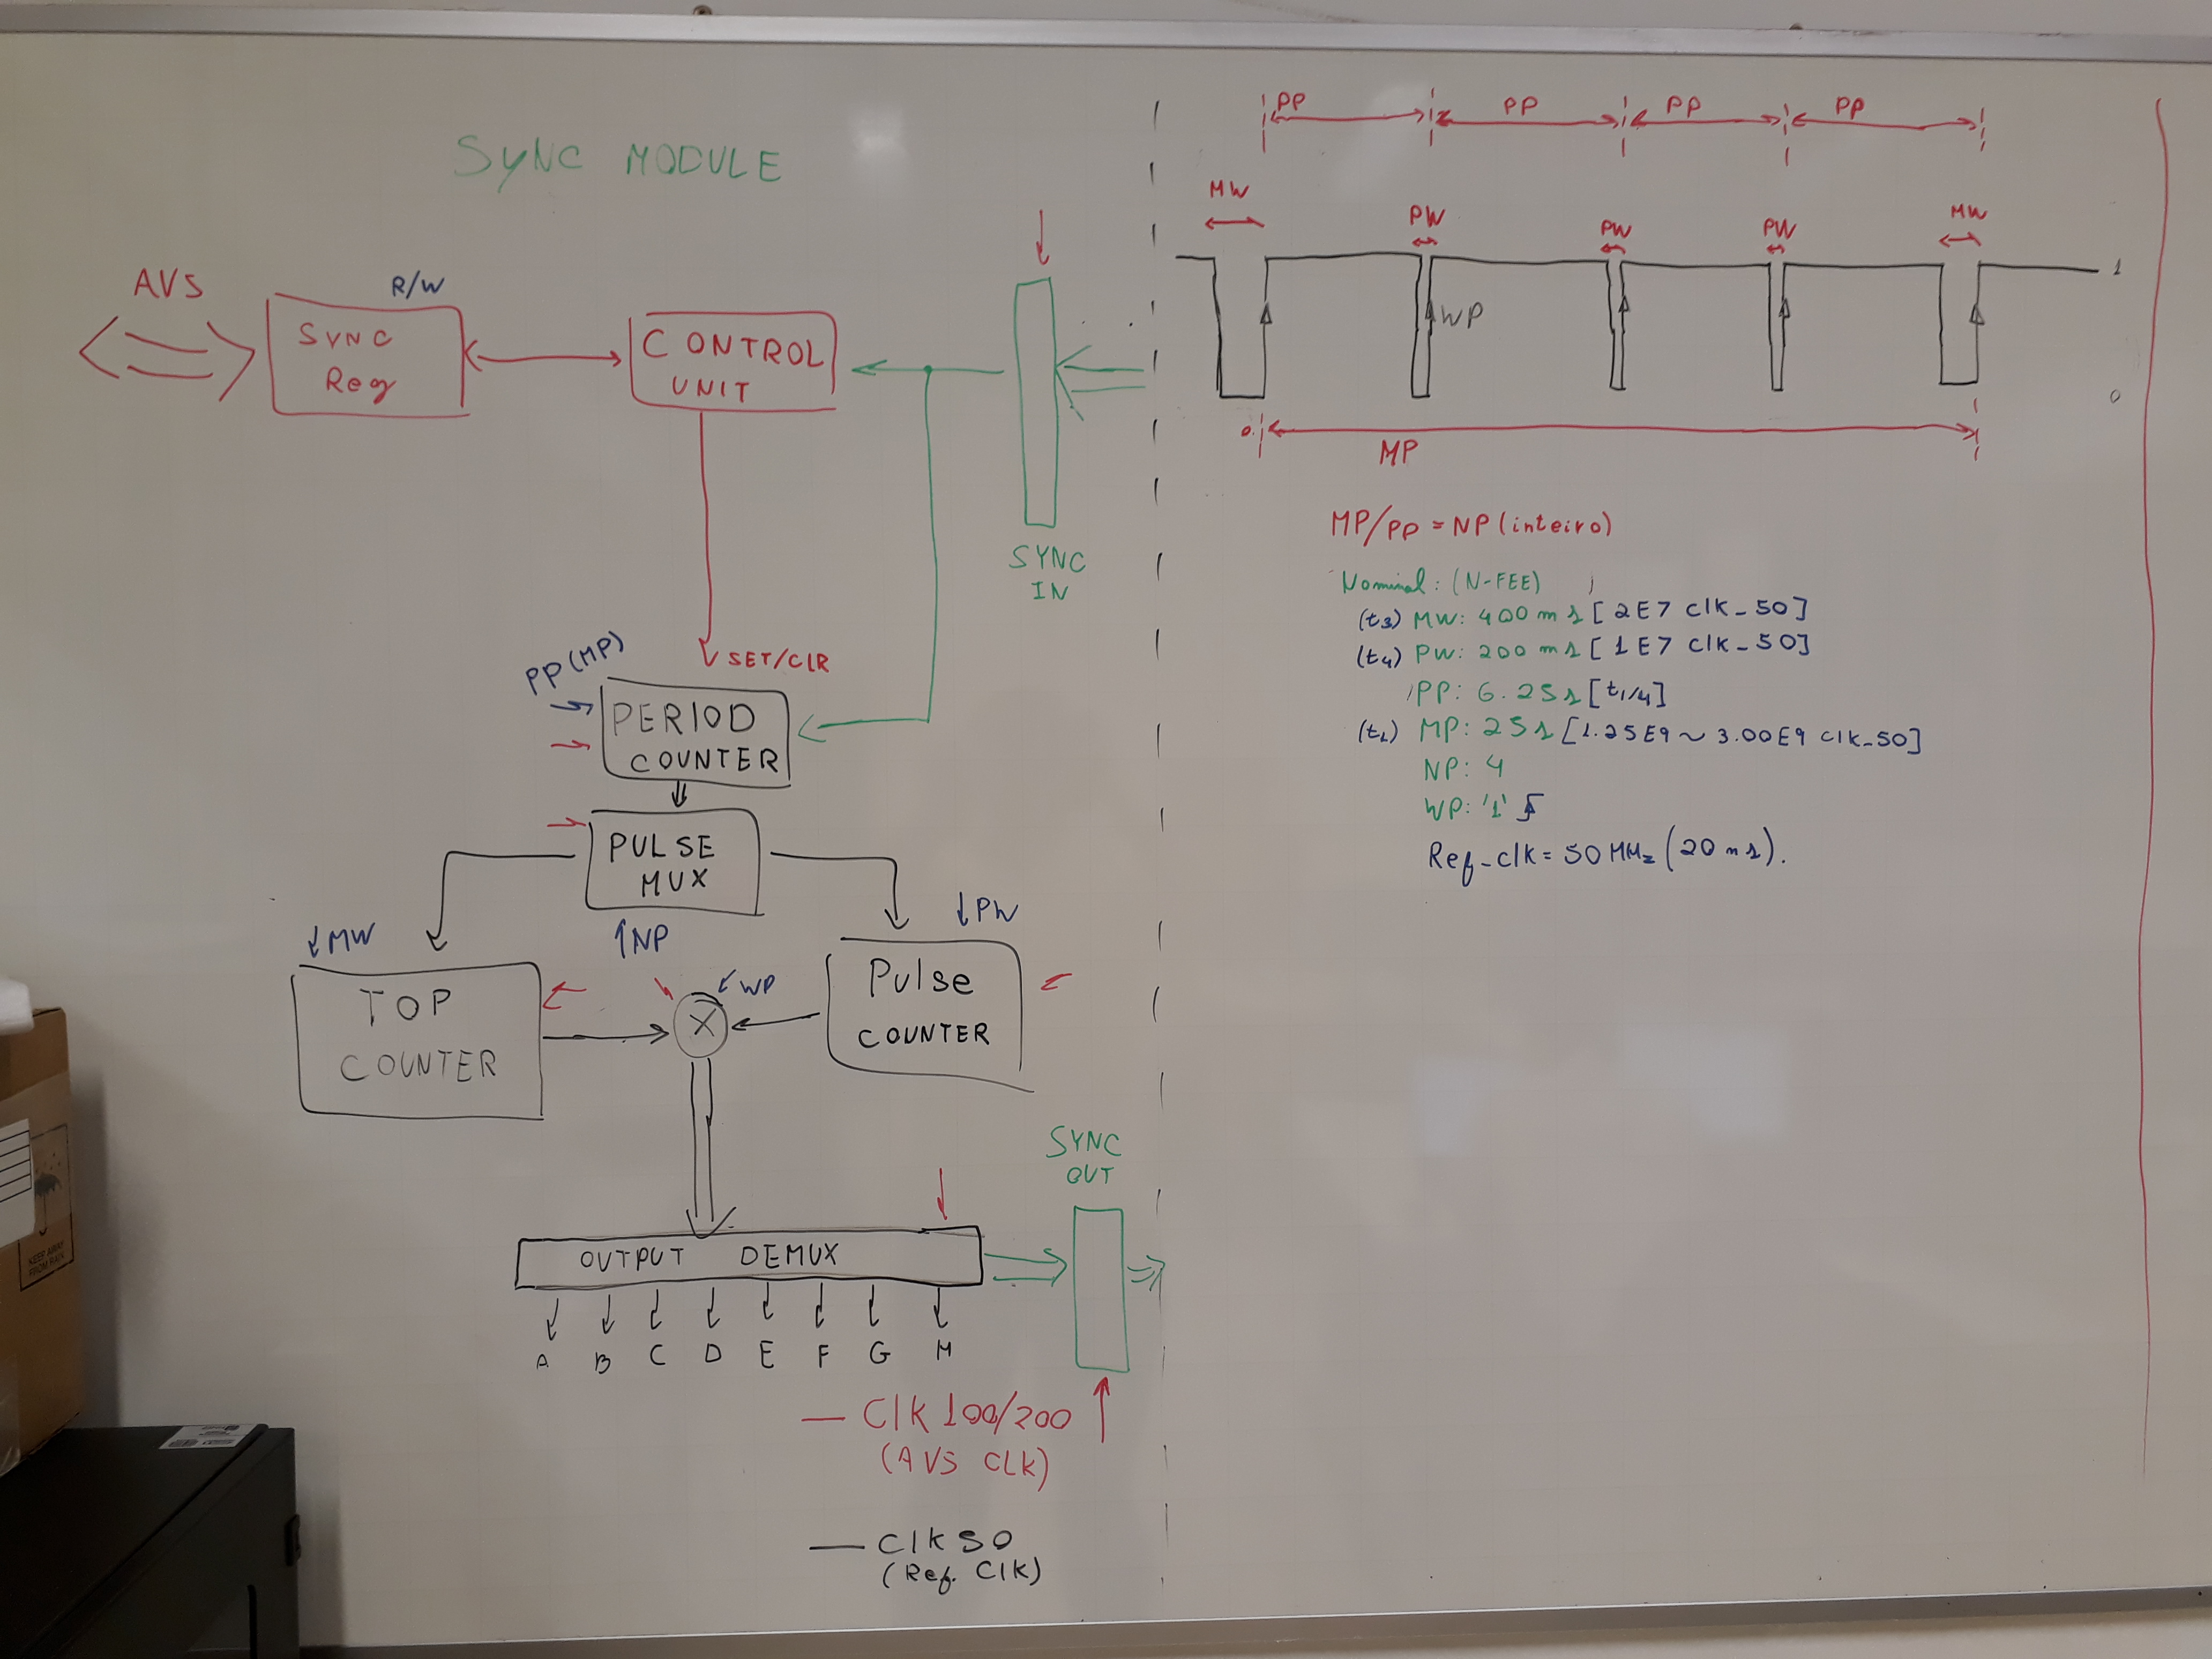 SYNC MODULE
AVS
SYNC
Reg
R/W
CONTROL
UNIT
SYNC
IN
SET/CLR
PP(MP)
PERIOD
COUNTER
PULSE
MUX
NP
MW
TOP
COUNTER
WP
X
PW
Pulse
COUNTER
OUTPUT DEMUX
A B C D E F G H
SYNC
OUT
Clk 100/200
(AVS CLK)
Clk 50
(Ref. Clk)
PP PP PP PP
MW PW PW PW MW
1
WP
0
0
MP
MP/PP = NP (inteiro)
Nominal: (N-FEE)
(t3) MW: 400 ms [2E7 clk_50]
(t4) PW: 200 ms [1E7 clk_50]
PP: 6.25s [t1/4]
MP: 25s [1.25E9 ~ 3.00E9 clk_50]
NP: 4
WP: '1'
Ref_clk = 50 MHz (20 ns).
KEEP AWAY
FROM RAIN